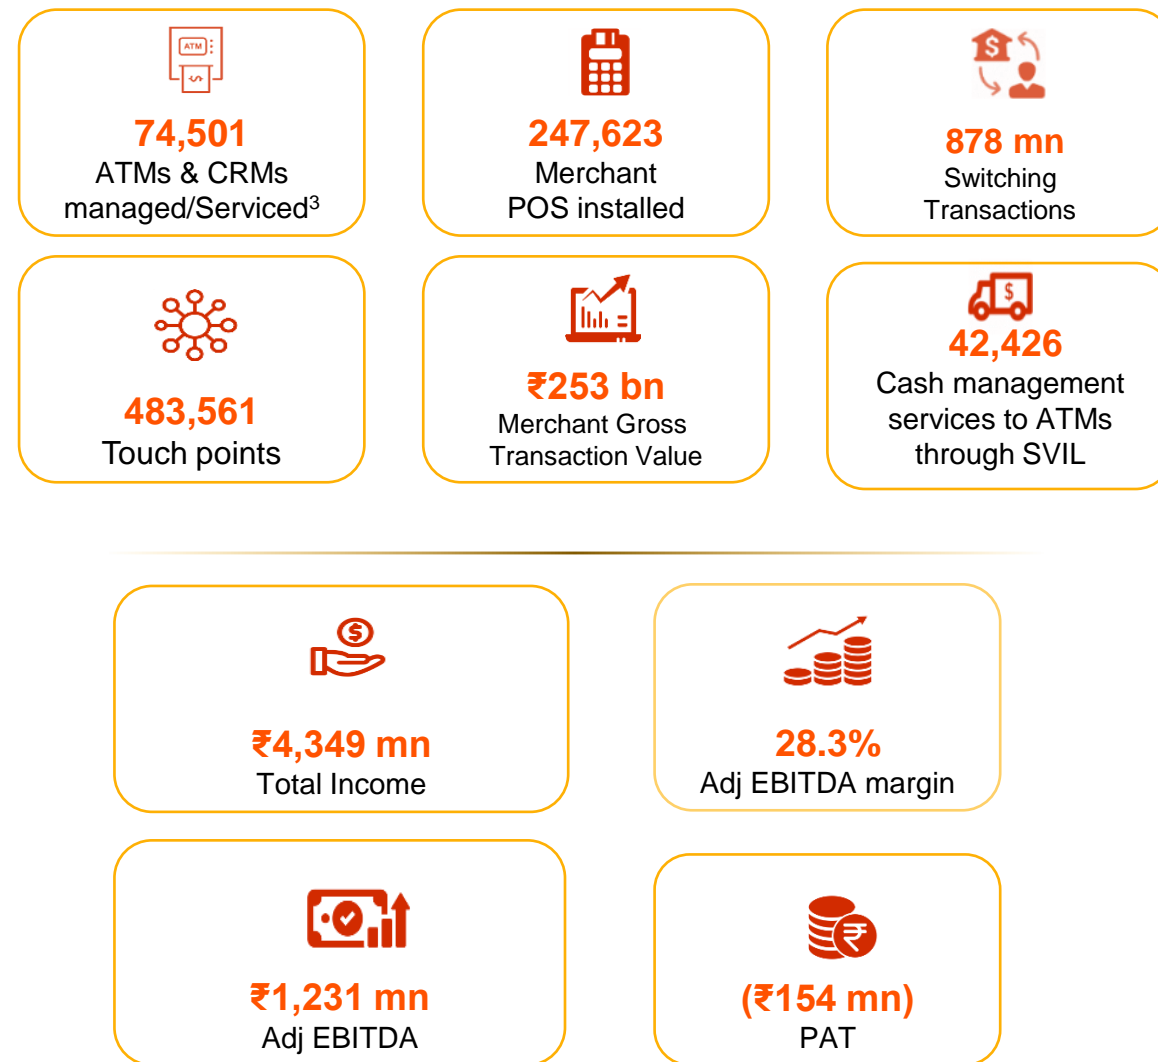 ATM
74,501
ATMs & CRMs
managed/Serviced³
247,623
Merchant
POS installed
$
878 mn
Switching
Transactions
483,561
Touch points
₹253 bn
Merchant Gross
Transaction Value
$
42,426
Cash management
services to ATMs
through SVIL
$
₹4,349 mn
Total Income
28.3%
Adj EBITDA margin
₹1,231 mn
Adj EBITDA
₹
(₹154 mn)
PAT